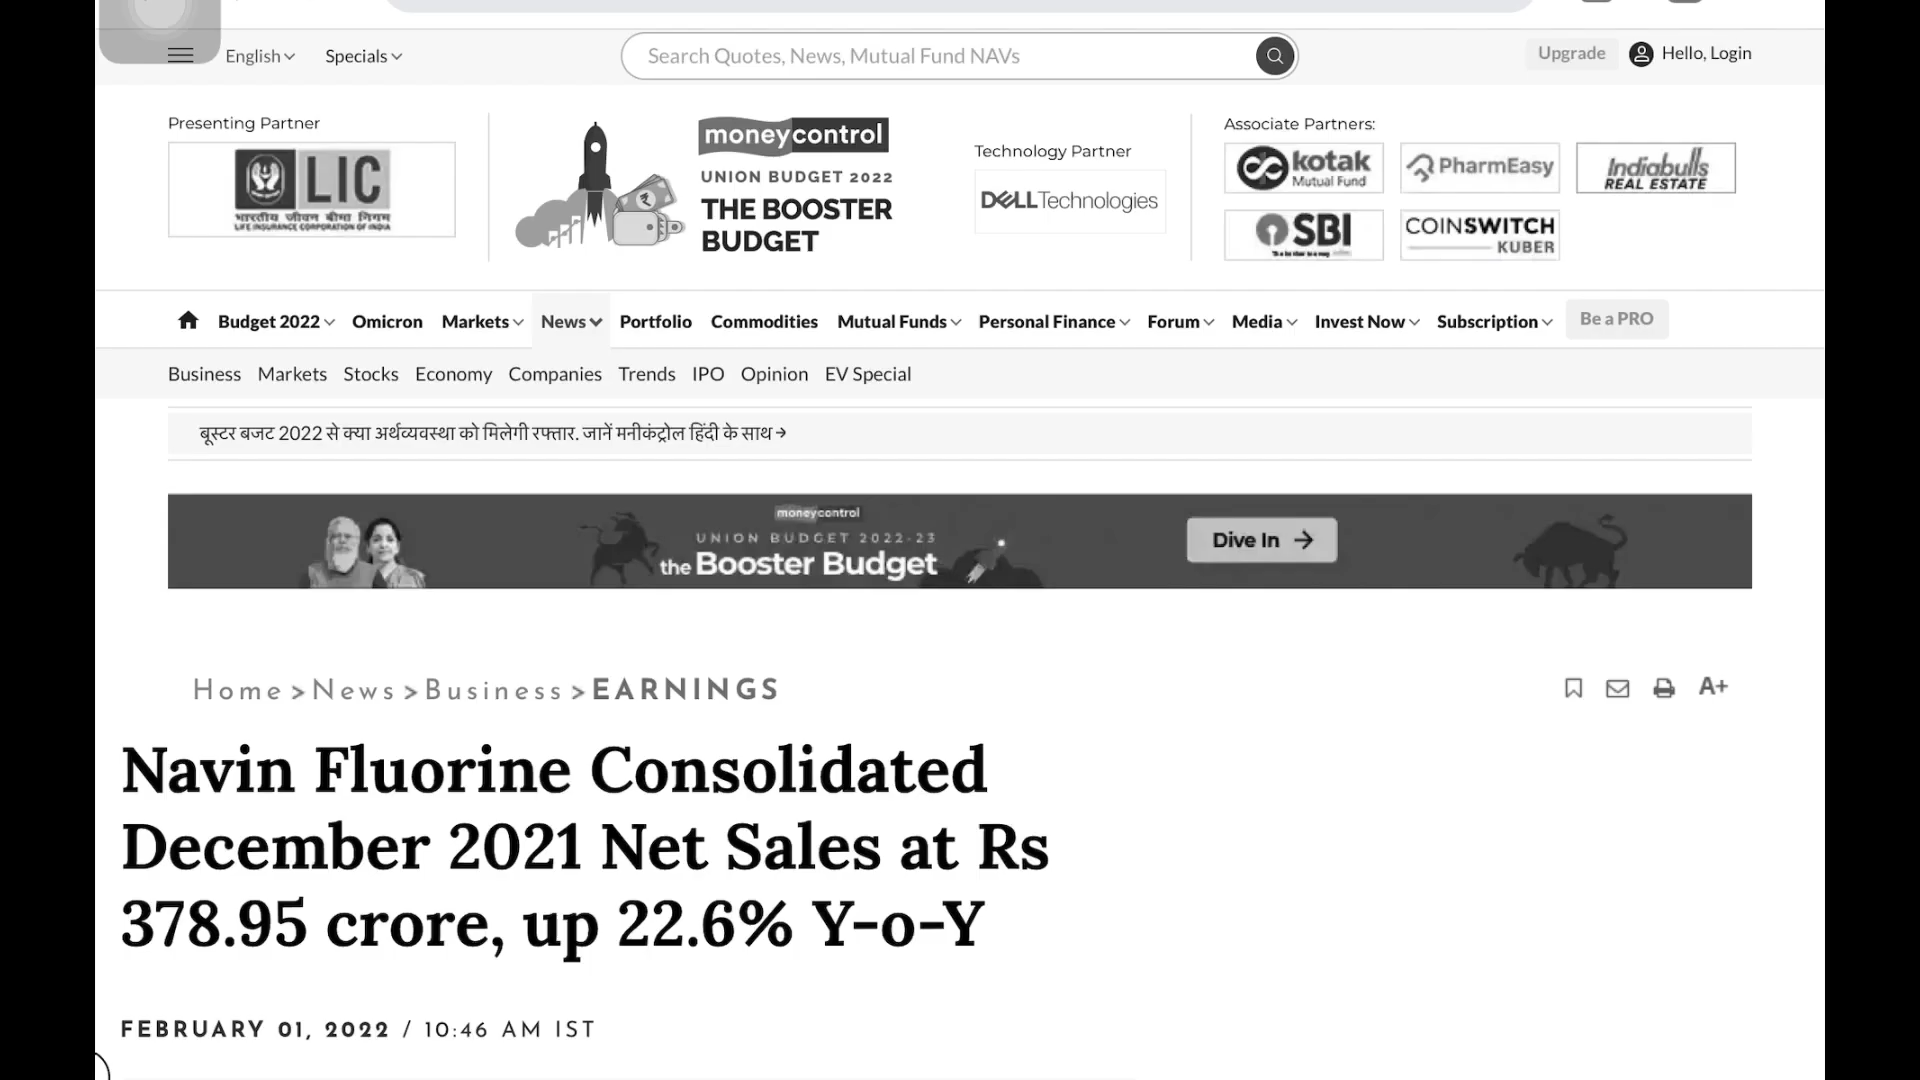 English Specials
Search Quotes, News, Mutual Fund NAVs
Upgrade Hello, Login
Presenting Partner
LIC
भारतीय जीवन बीमा निगम
LIFE INSURANCE CORPORATION OF INDIA
moneycontrol
UNION BUDGET 2022
THE BOOSTER
BUDGET
Technology Partner
DELL Technologies
Associate Partners:
kotak
Mutual Fund
PharmEasy
Indiabulls
REAL ESTATE
SBI
COINSWITCH
KUBER
Budget 2022 Omicron Markets News Portfolio Commodities Mutual Funds Personal Finance Forum Media Invest Now Subscription Be a PRO
Business Markets Stocks Economy Companies Trends IPO Opinion EV Special
बूस्टर बजट 2022 से क्या अर्थव्यवस्था को मिलेगी रफ्तार. जानें मनीकंट्रोल हिंदी के साथ →
moneycontrol
UNION BUDGET 2022-23
the Booster Budget
Dive In →
Home > News > Business > EARNINGS
A+
Navin Fluorine Consolidated
December 2021 Net Sales at Rs
378.95 crore, up 22.6% Y-o-Y
FEBRUARY 01, 2022 / 10:46 AM IST